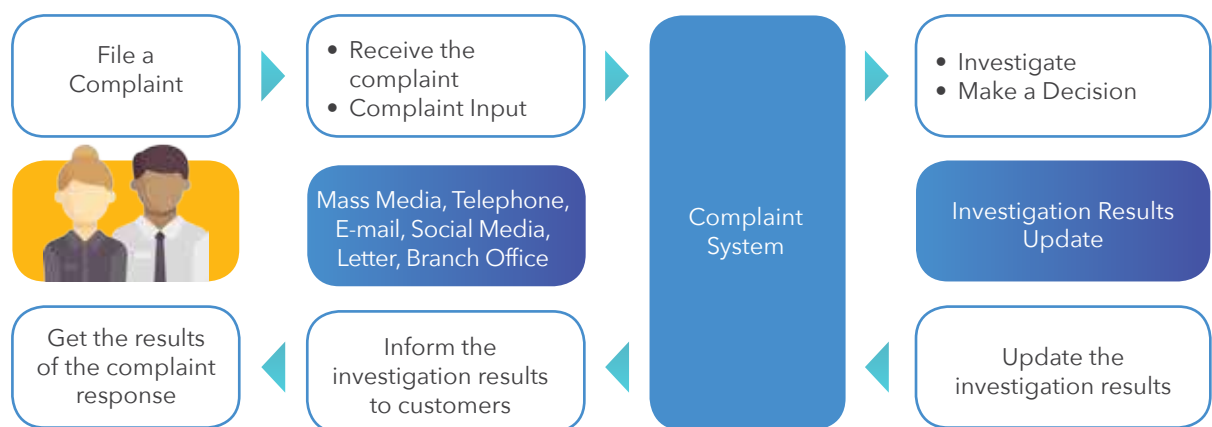 File a
Complaint
• Receive the
complaint
• Complaint Input
• Investigate
• Make a Decision
Mass Media, Telephone,
E-mail, Social Media,
Letter, Branch Office
Complaint
System
Investigation Results
Update
Get the results
of the complaint
response
Inform the
investigation results
to customers
Update the
investigation results